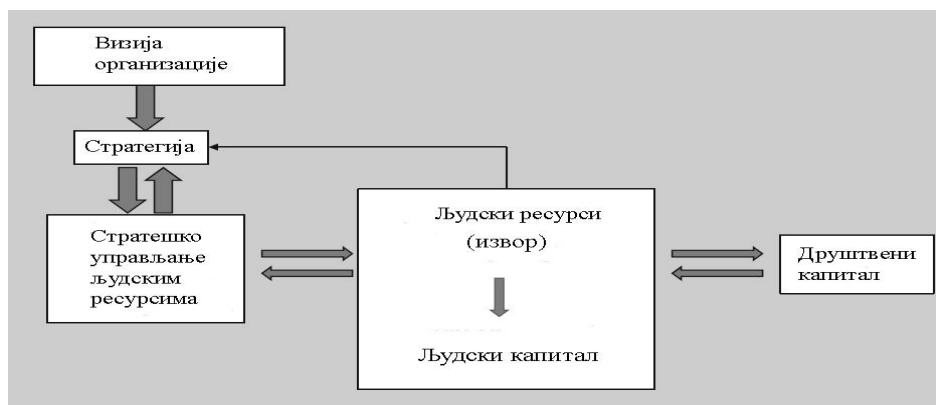 Визија
организације
Стратегија
Стратешко
управљање
људским
ресурсима
Људски ресурси
(извор)
Људски капитал
Друштвени
капитал